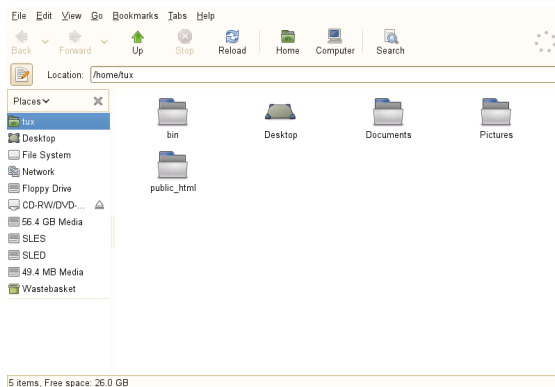 File Edit View Go Bookmarks Tabs Help
Back Forward Up Stop Reload Home Computer Search
Location: /home/tux
Places
tux
Desktop
File System
Network
Floppy Drive
CD-RW/DVD-...
56.4 GB Media
SLES
SLED
49.4 MB Media
Wastebasket
bin Desktop Documents Pictures
public_html
5 items, Free space: 26.0 GB